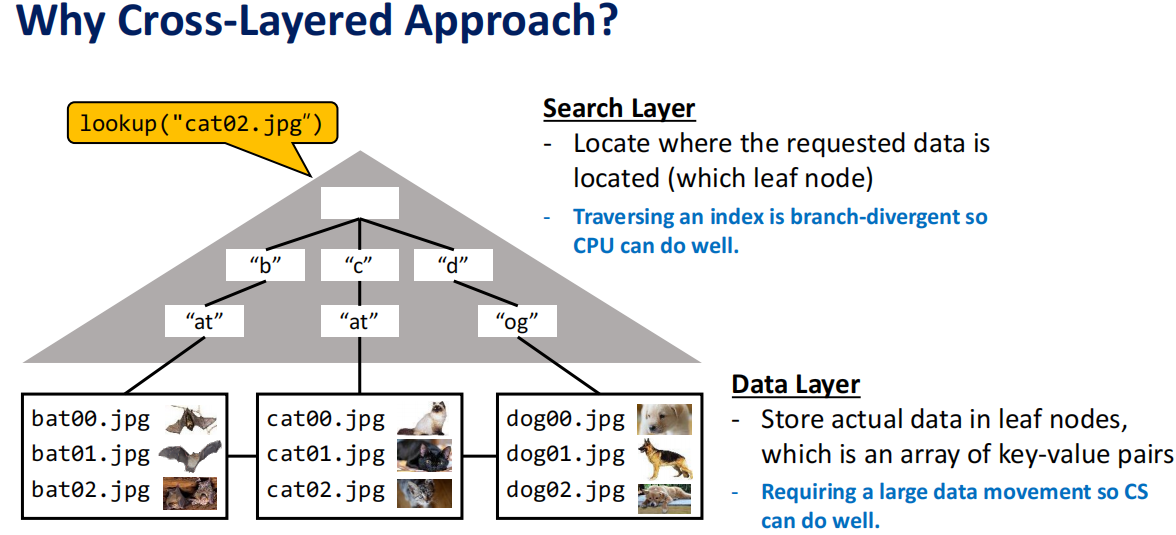 Why Cross-Layered Approach?
lookup("cat02.jpg”)
“b”
“c”
“d”
“at”
“at”
“og”
bat00.jpg
bat01.jpg
bat02.jpg
cat00.jpg
cat01.jpg
cat02.jpg
dog00.jpg
dog01.jpg
dog02.jpg
Search Layer
- Locate where the requested data is
located (which leaf node)
- Traversing an index is branch-divergent so
CPU can do well.
Data Layer
- Store actual data in leaf nodes,
which is an array of key-value pairs
- Requiring a large data movement so CS
can do well.